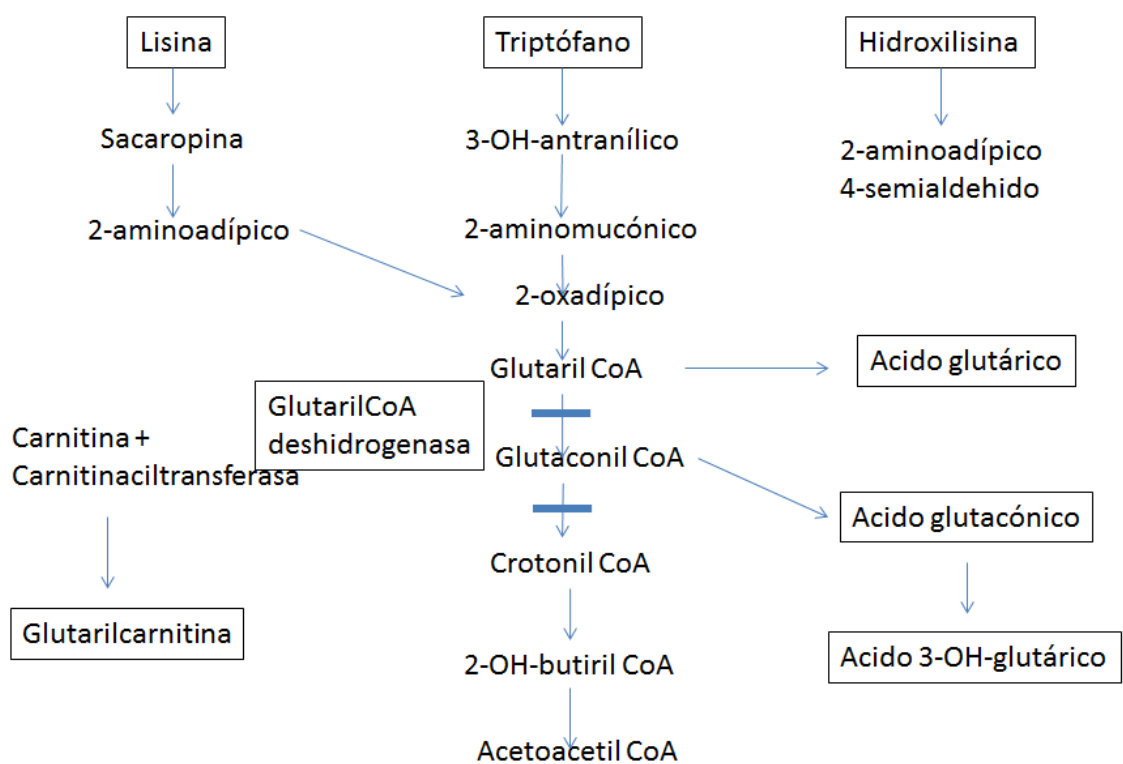 Lisina
Triptófano
Hidroxilisina
Sacaropina
3-OH-antranílico
2-aminoadípico
4-semialdehido
2-aminoadípico
2-aminomucónico
2-oxadípico
Glutaril CoA
Acido glutárico
GlutarilCoA
deshidrogenasa
Carnitina +
Carnitinaciltransferasa
Glutaconil CoA
Acido glutacónico
Crotonil CoA
Glutarilcarnitina
2-OH-butiril CoA
Acido 3-OH-glutárico
Acetoacetil CoA